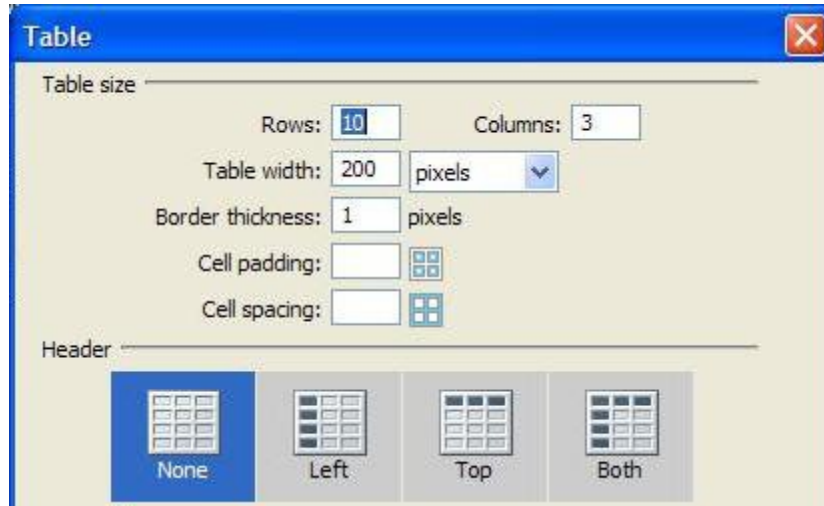 Table
Table size
Rows: 10 Columns: 3
Table width: 200 pixels
Border thickness: 1 pixels
Cell padding:
Cell spacing:
Header
None Left Top Both